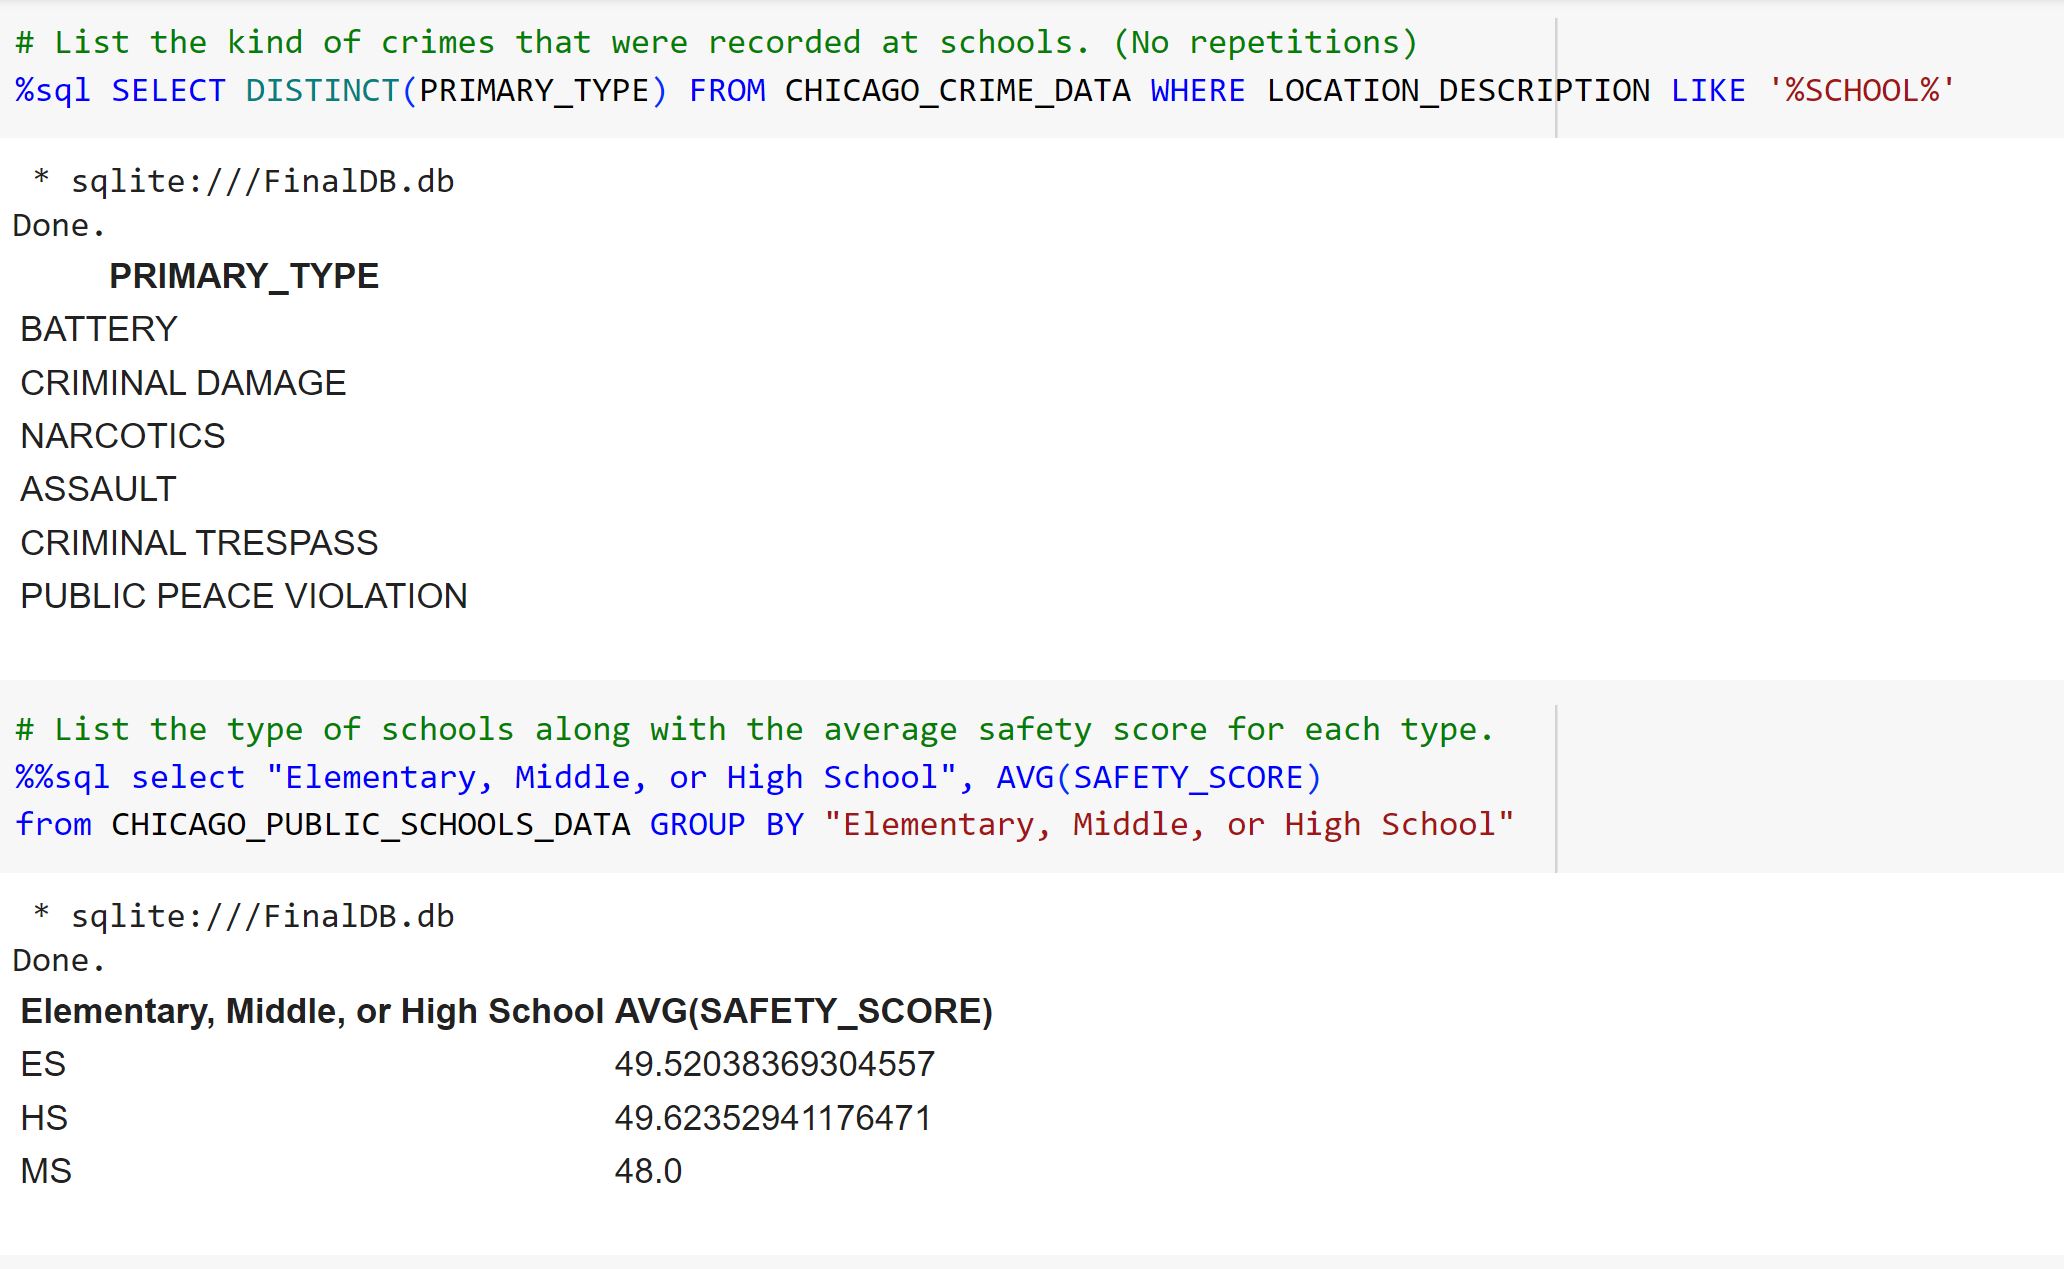 # List the kind of crimes that were recorded at schools. (No repetitions)
%sql SELECT DISTINCT(PRIMARY_TYPE) FROM CHICAGO_CRIME_DATA WHERE LOCATION_DESCRIPTION LIKE '%SCHOOL%'
* sqlite:///FinalDB.db
Done.
PRIMARY_TYPE
BATTERY
CRIMINAL DAMAGE
NARCOTICS
ASSAULT
CRIMINAL TRESPASS
PUBLIC PEACE VIOLATION
# List the type of schools along with the average safety score for each type.
%%sql select "Elementary, Middle, or High School", AVG(SAFETY_SCORE)
from CHICAGO_PUBLIC_SCHOOLS_DATA GROUP BY "Elementary, Middle, or High School"
* sqlite:///FinalDB.db
Done.
Elementary, Middle, or High School AVG(SAFETY_SCORE)
ES 49.52038369304557
HS 49.62352941176471
MS 48.0